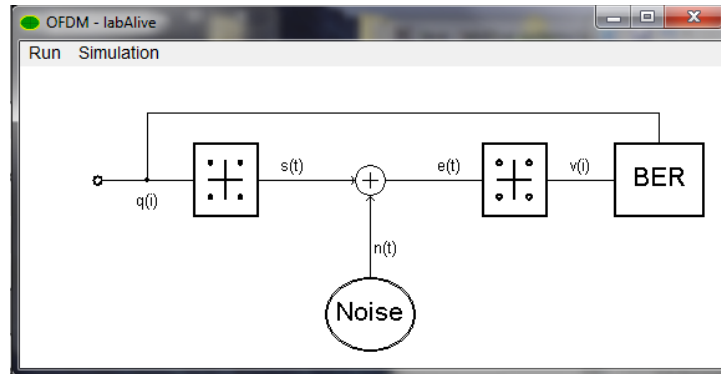 OFDM - labAlive
Run Simulation
q(i)
s(t)
e(t)
v(i)
BER
n(t)
Noise